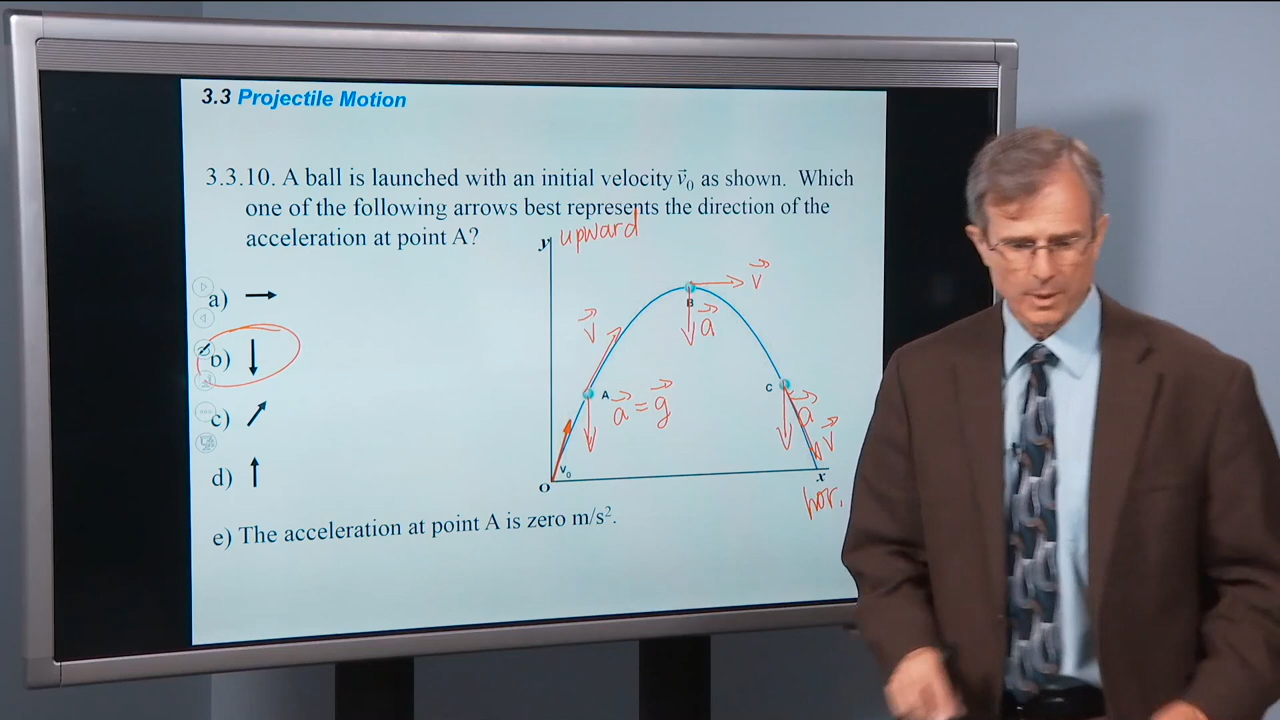 3.3 Projectile Motion
3.3.10. A ball is launched with an initial velocity v⃗₀ as shown. Which
one of the following arrows best represents the direction of the
acceleration at point A?
y upward
a) →
v⃗
B
a⃗
b) ↓
v⃗
A
a⃗ = g⃗
C
a⃗
v⃗
c) ↗
d) ↑
v₀
O
x
hor.
e) The acceleration at point A is zero m/s².